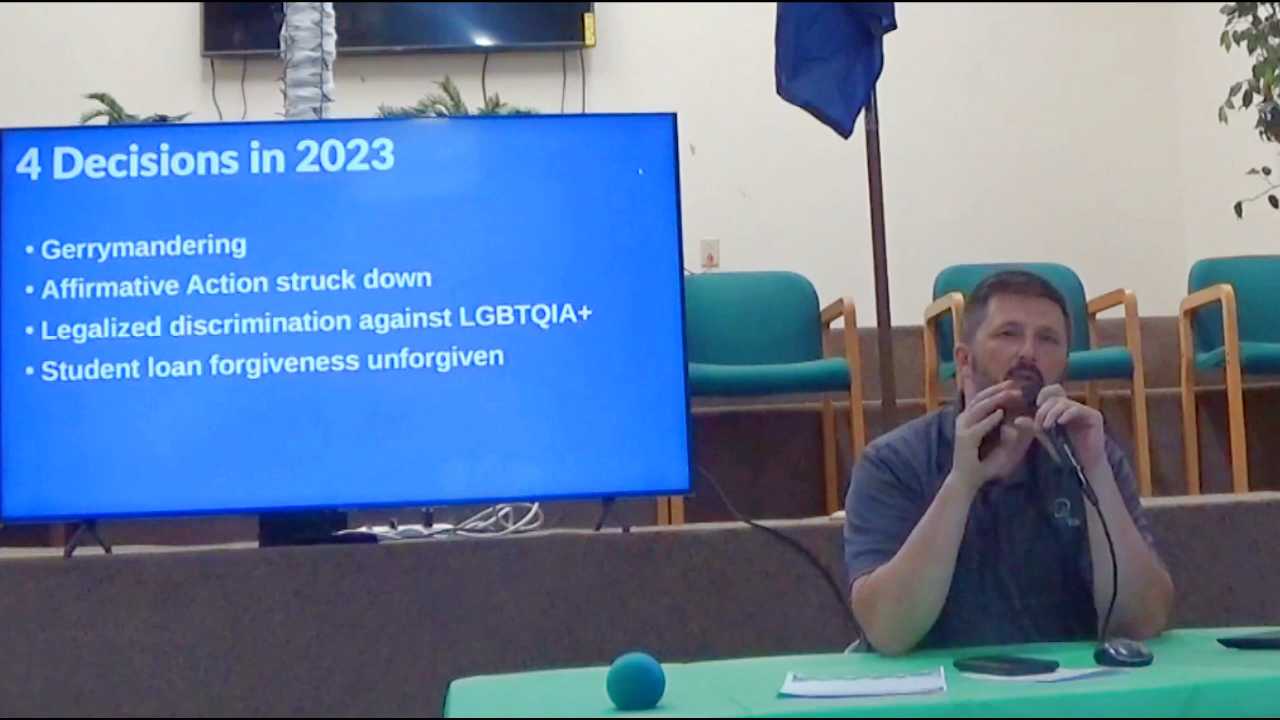 4 Decisions in 2023
• Gerrymandering
• Affirmative Action struck down
• Legalized discrimination against LGBTQIA+
• Student loan forgiveness unforgiven